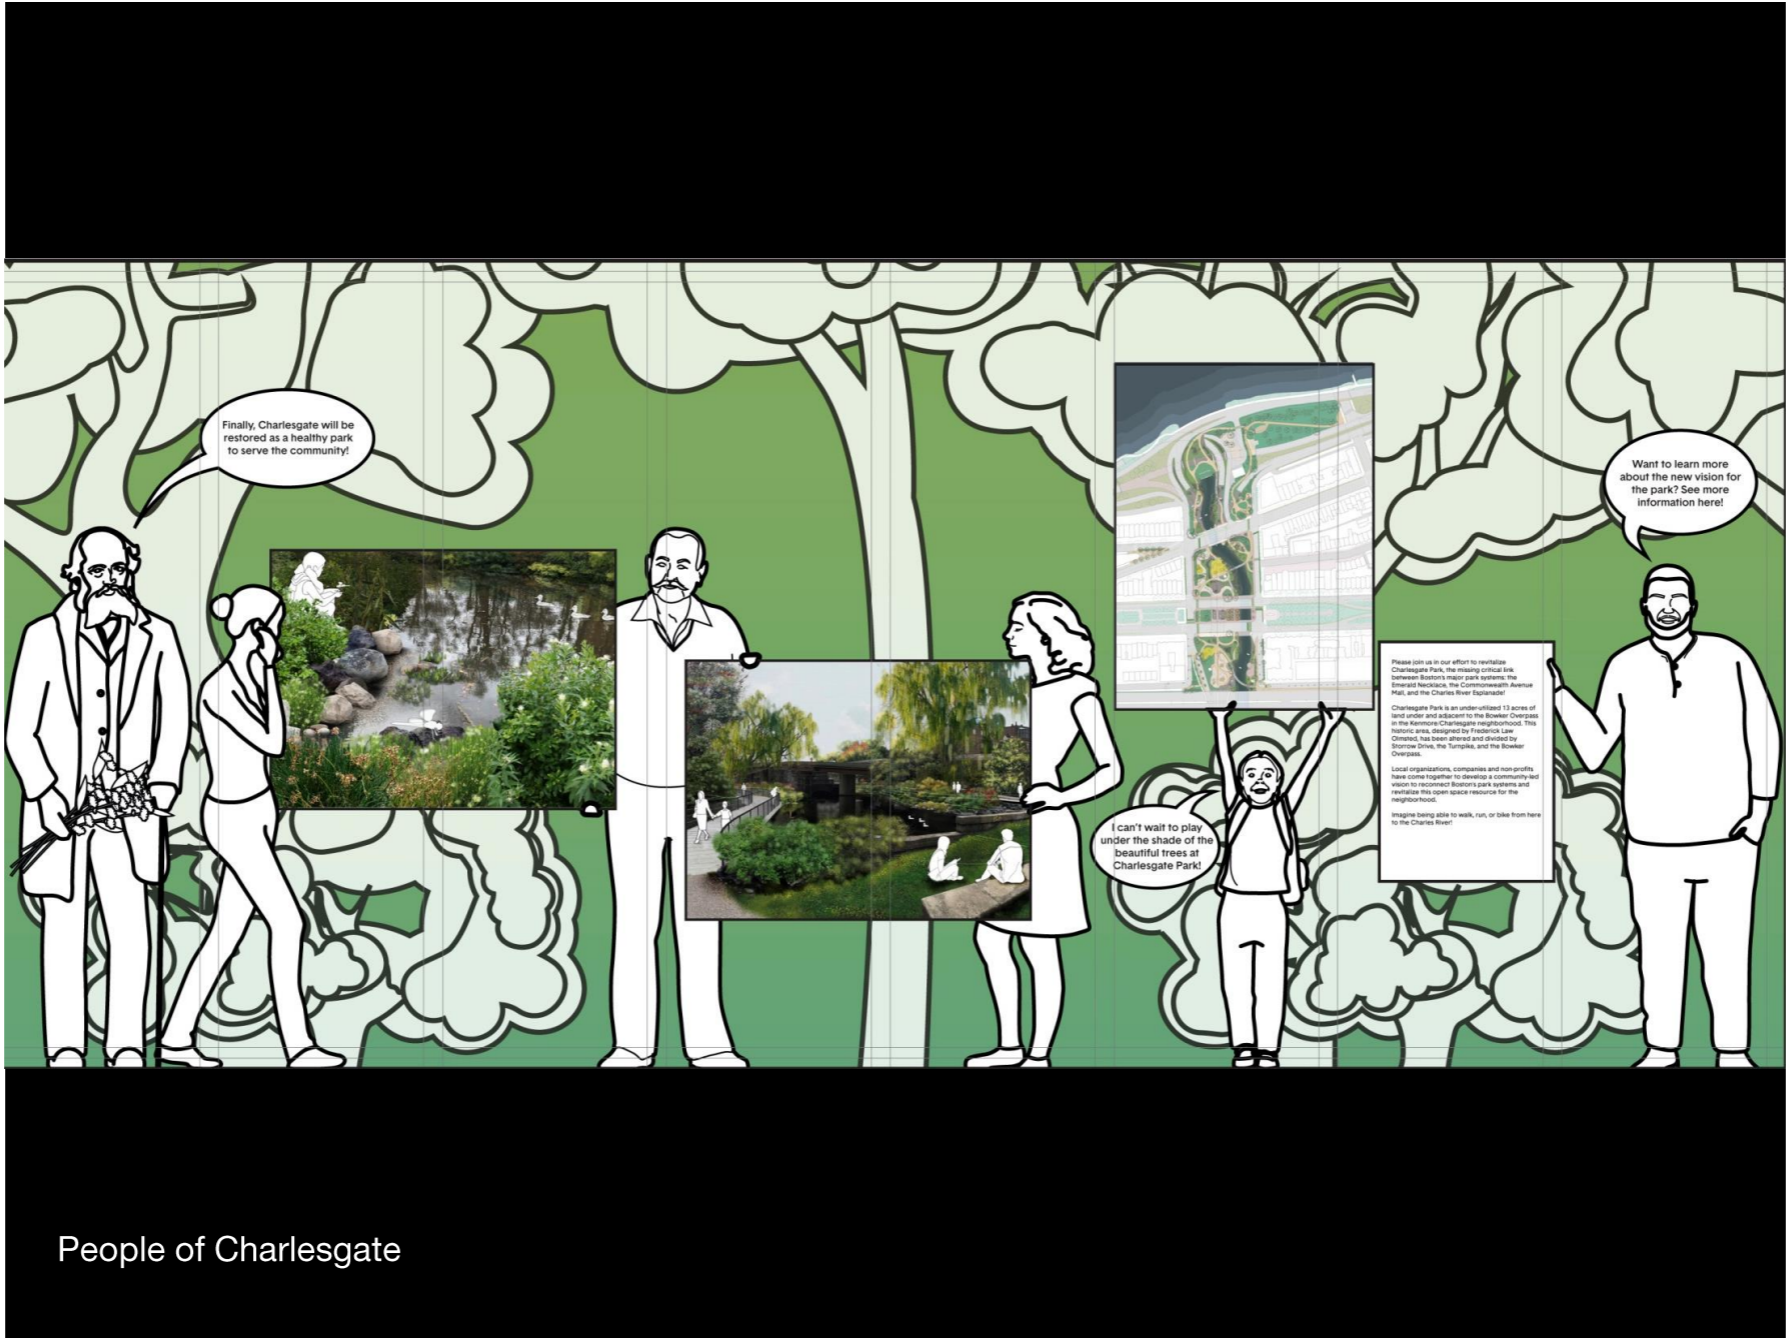 Finally, Charlesgate will be
restored as a healthy park
to serve the community!
Want to learn more
about the new vision for
the park? See more
information here!
Please join us in our effort to revitalize
Charlesgate Park, the missing critical link
between Boston's major park systems: the
Emerald Necklace, the Commonwealth Avenue
Mall, and the Charles River Esplanade!
Charlesgate Park is an under-utilized 13 acres of
land under and adjacent to the Bowker Overpass
in the Kenmore/Charlesgate neighborhood. This
historic area, designed by Frederick Law
Olmsted, has been altered and divided by
Storrow Drive, the Turnpike, and the Bowker
Overpass.
Local organizations, companies and non-profits
have come together to develop a community-led
vision to reconnect Boston's park systems and
revitalize this open space resource for the
neighborhood.
Imagine being able to walk, run, or bike from here
to the Charles River!
I can't wait to play
under the shade of the
beautiful trees at
Charlesgate Park!
People of Charlesgate